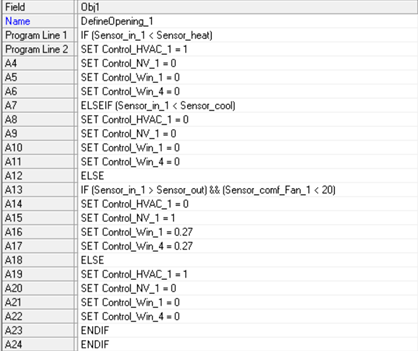 Field Obj1
Name DefineOpening_1
Program Line 1 IF (Sensor_in_1 < Sensor_heat)
Program Line 2 SET Control_HVAC_1 = 1
A4 SET Control_NV_1 = 0
A5 SET Control_Win_1 = 0
A6 SET Control_Win_4 = 0
A7 ELSEIF (Sensor_in_1 < Sensor_cool)
A8 SET Control_HVAC_1 = 0
A9 SET Control_NV_1 = 0
A10 SET Control_Win_1 = 0
A11 SET Control_Win_4 = 0
A12 ELSE
A13 IF (Sensor_in_1 > Sensor_out) && (Sensor_comf_Fan_1 < 20)
A14 SET Control_HVAC_1 = 0
A15 SET Control_NV_1 = 1
A16 SET Control_Win_1 = 0.27
A17 SET Control_Win_4 = 0.27
A18 ELSE
A19 SET Control_HVAC_1 = 1
A20 SET Control_NV_1 = 0
A21 SET Control_Win_1 = 0
A22 SET Control_Win_4 = 0
A23 ENDIF
A24 ENDIF